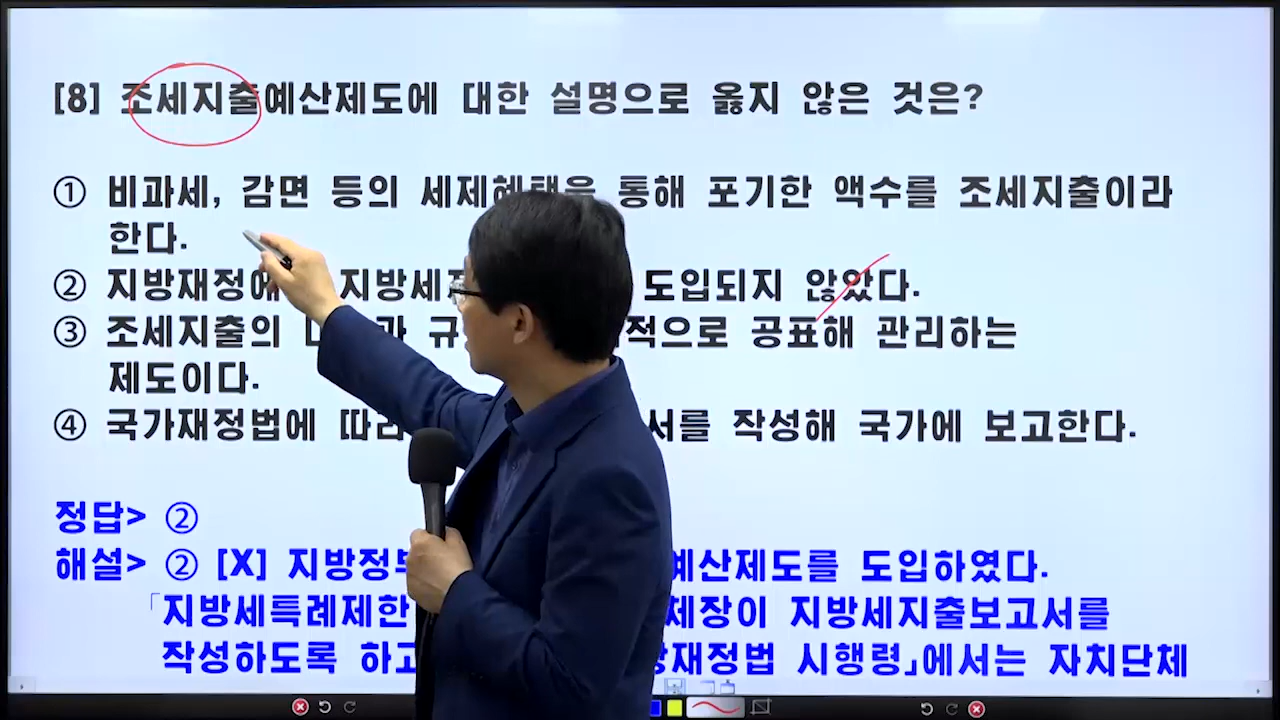 [8] 조세지출예산제도에 대한 설명으로 옳지 않은 것은?
① 비과세, 감면 등의 세제혜택을 통해 포기한 액수를 조세지출이라
한다.
② 지방재정에 지방세 도입되지 않았다.
③ 조세지출의 규 적으로 공표해 관리하는
제도이다.
④ 국가재정법에 따라 서를 작성해 국가에 보고한다.
정답> ②
해설> ② [X] 지방정부 예산제도를 도입하였다.
「지방세특례제한 체장이 지방세지출보고서를
작성하도록 하고 재정법 시행령」에서는 자치단체